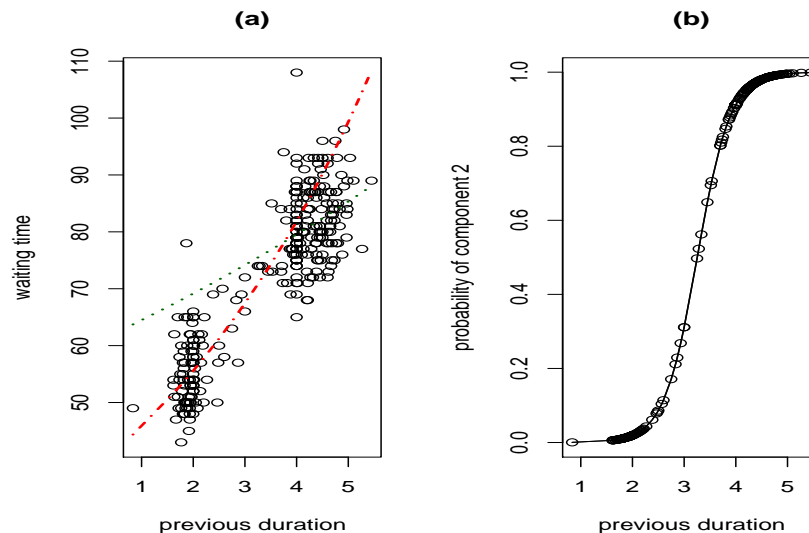 (a)
waiting time
110
100
90
80
70
60
50
1 2 3 4 5
previous duration
(b)
probability of component 2
1.0
0.8
0.6
0.4
0.2
0.0
1 2 3 4 5
previous duration